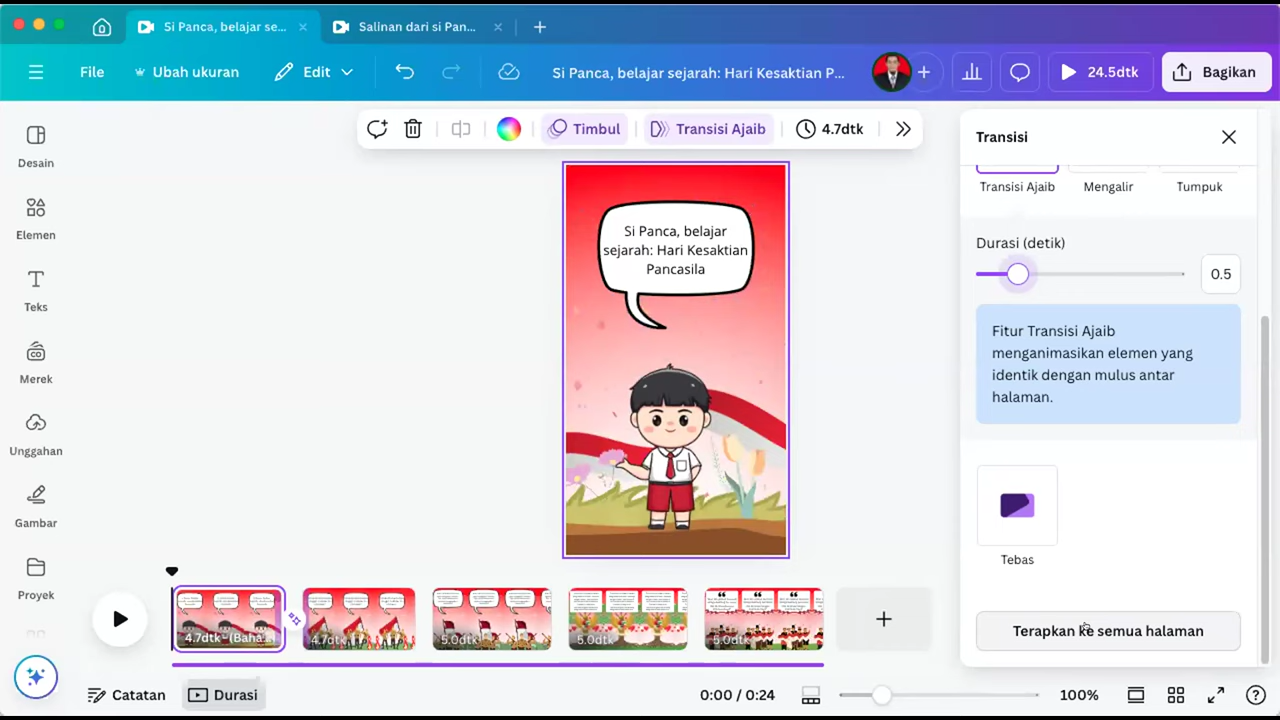 Si Panca, belajar se...
Salinan dari si Pan...
File
Ubah ukuran
Edit
Si Panca, belajar sejarah: Hari Kesaktian P...
24.5dtk
Bagikan
Timbul
Transisi Ajaib
4.7dtk
Desain
Elemen
Teks
Merek
Unggahan
Gambar
Proyek
Si Panca, belajar
sejarah: Hari Kesaktian
Pancasila
Transisi
Transisi Ajaib
Mengalir
Tumpuk
Durasi (detik)
0.5
Fitur Transisi Ajaib
menganimasikan elemen yang
identik dengan mulus antar
halaman.
Tebas
Terapkan ke semua halaman
4.7dtk
4.7dtk
5.0dtk
5.0dtk
5.0dtk
Catatan
Durasi
0:00 / 0:24
100%